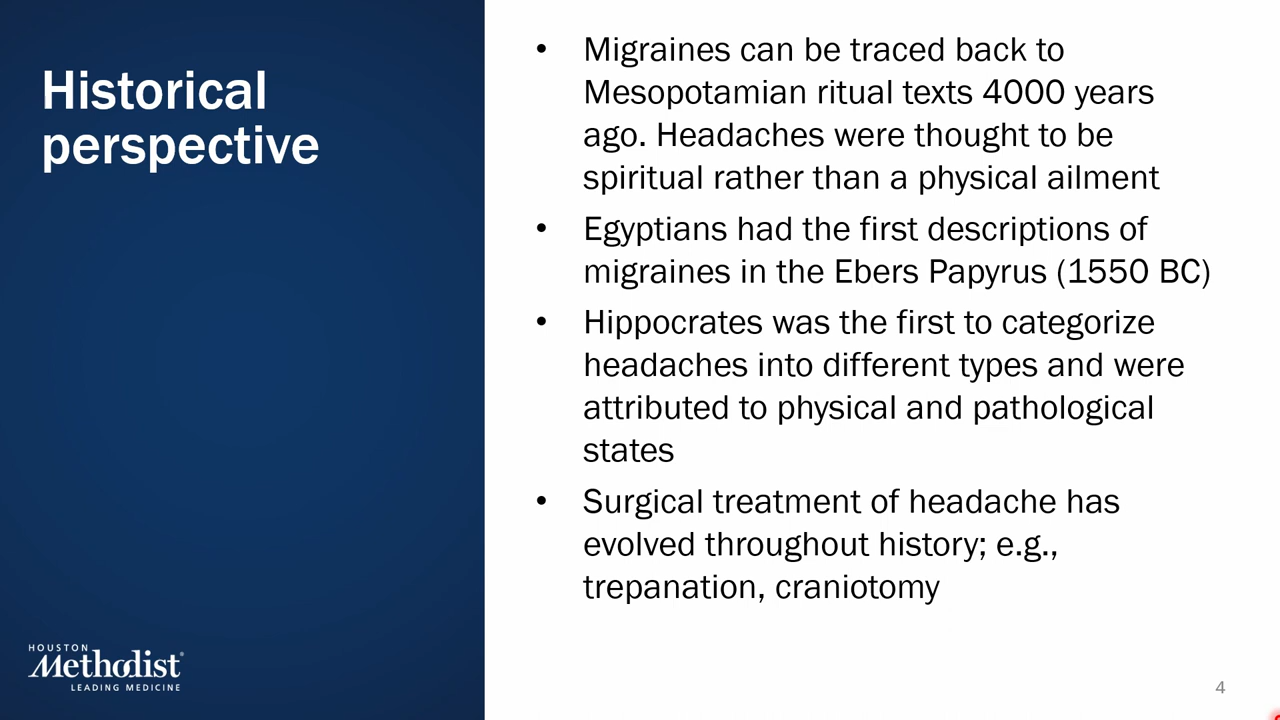 Historical
perspective
• Migraines can be traced back to
Mesopotamian ritual texts 4000 years
ago. Headaches were thought to be
spiritual rather than a physical ailment
• Egyptians had the first descriptions of
migraines in the Ebers Papyrus (1550 BC)
• Hippocrates was the first to categorize
headaches into different types and were
attributed to physical and pathological
states
• Surgical treatment of headache has
evolved throughout history; e.g.,
trepanation, craniotomy
HOUSTON
Methodist®
LEADING MEDICINE
4